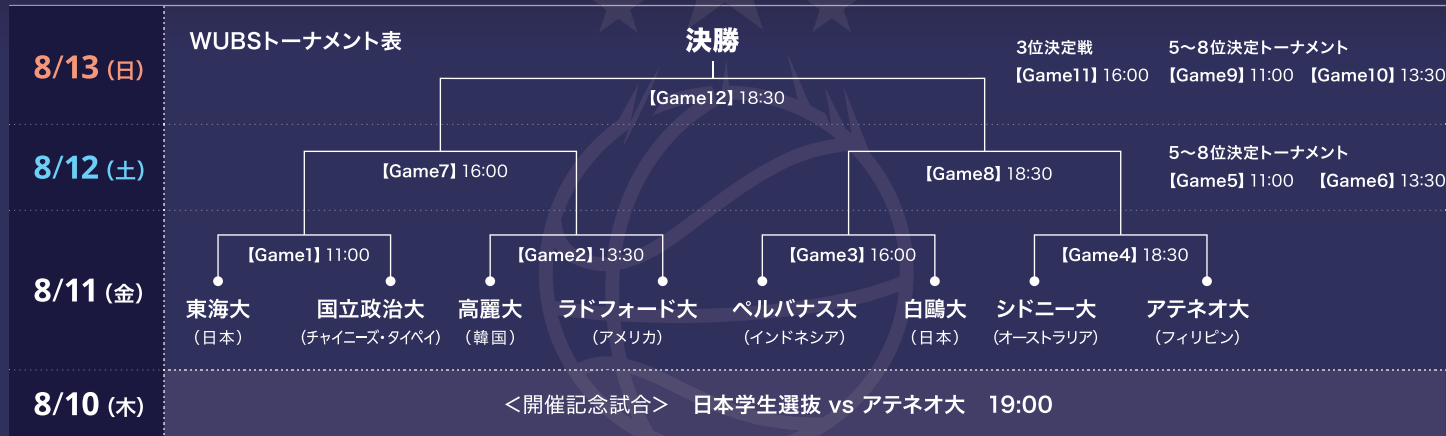 WUBSトーナメント表
決勝
8/13（日）
3位決定戦
【Game11】16:00
5〜8位決定トーナメント
【Game9】11:00 【Game10】13:30
【Game12】18:30
8/12（土）
【Game7】16:00
【Game8】18:30
5〜8位決定トーナメント
【Game5】11:00 【Game6】13:30
8/11（金）
【Game1】11:00
【Game2】13:30
【Game3】16:00
【Game4】18:30
東海大
（日本）
国立政治大
（チャイニーズ・タイペイ）
高麗大
（韓国）
ラドフォード大
（アメリカ）
ペルバナス大
（インドネシア）
白鷗大
（日本）
シドニー大
（オーストラリア）
アテネオ大
（フィリピン）
8/10（木）
＜開催記念試合＞ 日本学生選抜 vs アテネオ大 19:00